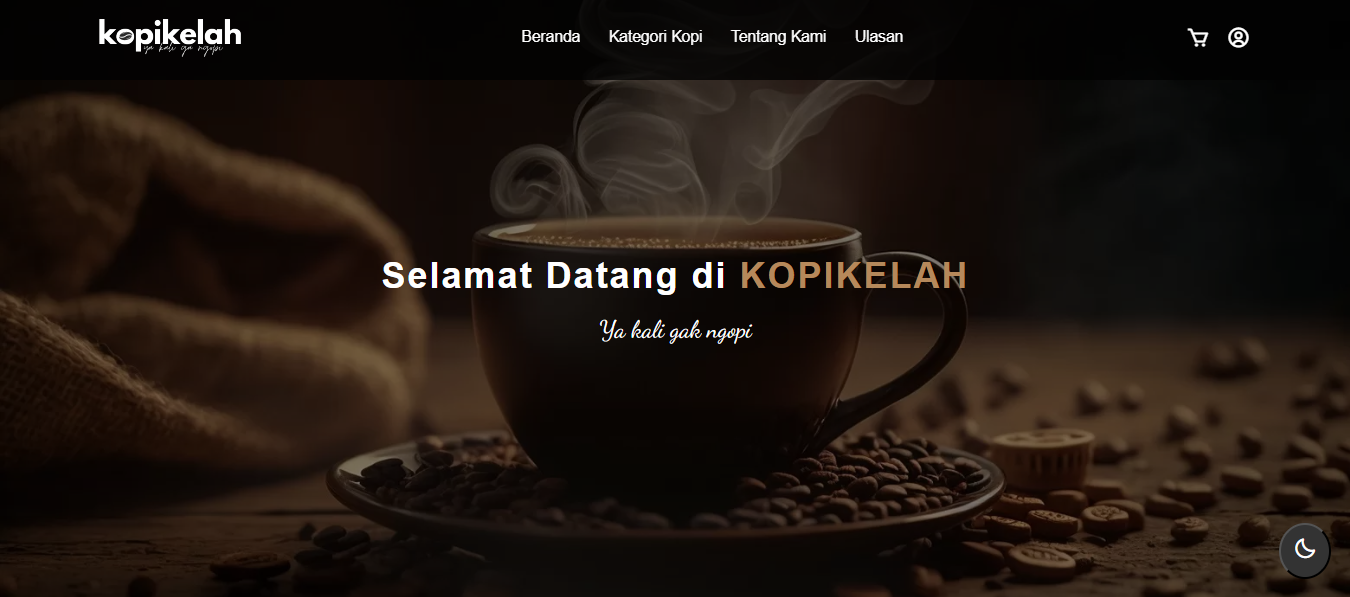 kopikelah
ya kali ga ngopi
Beranda
Kategori Kopi
Tentang Kami
Ulasan
Selamat Datang di KOPIKELAH
Ya kali gak ngopi